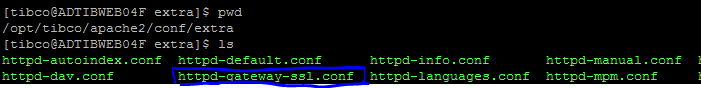 [tibco@ADTIBWEB04F extra]$ pwd
/opt/tibco/apache2/conf/extra
[tibco@ADTIBWEB04F extra]$ ls
httpd-autoindex.conf httpd-default.conf httpd-info.conf httpd-manual.conf
httpd-dav.conf httpd-gateway-ssl.conf httpd-languages.conf httpd-mpm.conf